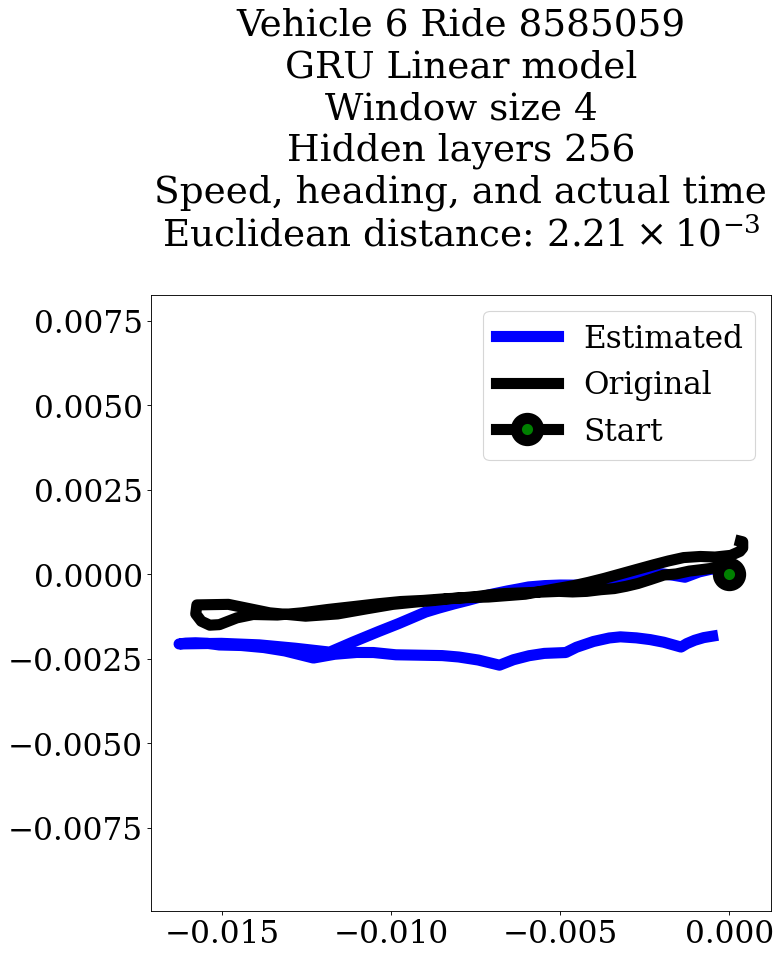 Vehicle 6 Ride 8585059
GRU Linear model
Window size 4
Hidden layers 256
Speed, heading, and actual time
Euclidean distance: 2.21 × 10⁻³
Estimated
Original
Start
0.0075
0.0050
0.0025
0.0000
−0.0025
−0.0050
−0.0075
−0.015 −0.010 −0.005 0.000